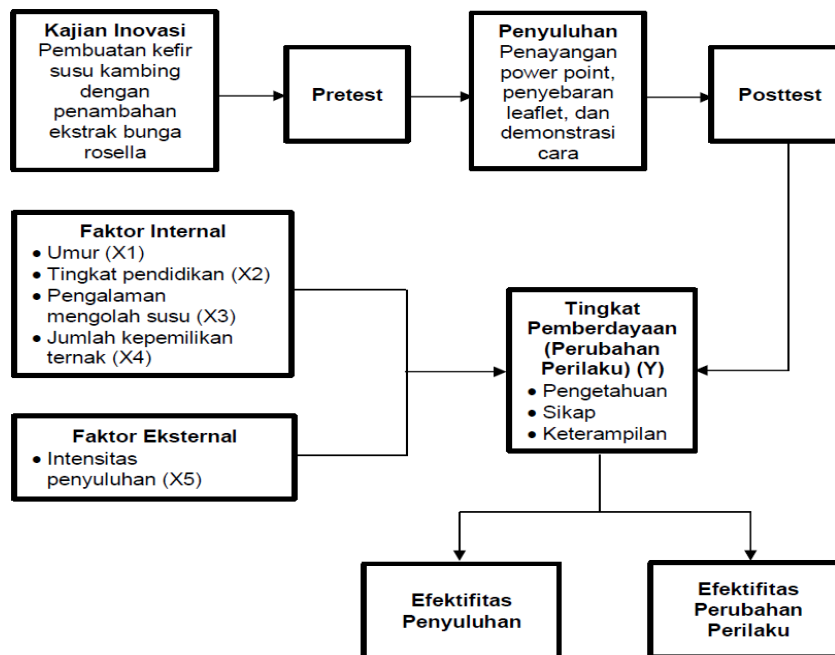 Kajian Inovasi
Pembuatan kefir
susu kambing
dengan
penambahan
ekstrak bunga
rosella
Pretest
Penyuluhan
Penayangan
power point,
penyebaran
leaflet, dan
demonstrasi
cara
Posttest
Faktor Internal
• Umur (X1)
• Tingkat pendidikan (X2)
• Pengalaman
mengolah susu (X3)
• Jumlah kepemilikan
ternak (X4)
Faktor Eksternal
• Intensitas
penyuluhan (X5)
Tingkat
Pemberdayaan
(Perubahan
Perilaku) (Y)
• Pengetahuan
• Sikap
• Keterampilan
Efektifitas
Penyuluhan
Efektifitas
Perubahan
Perilaku